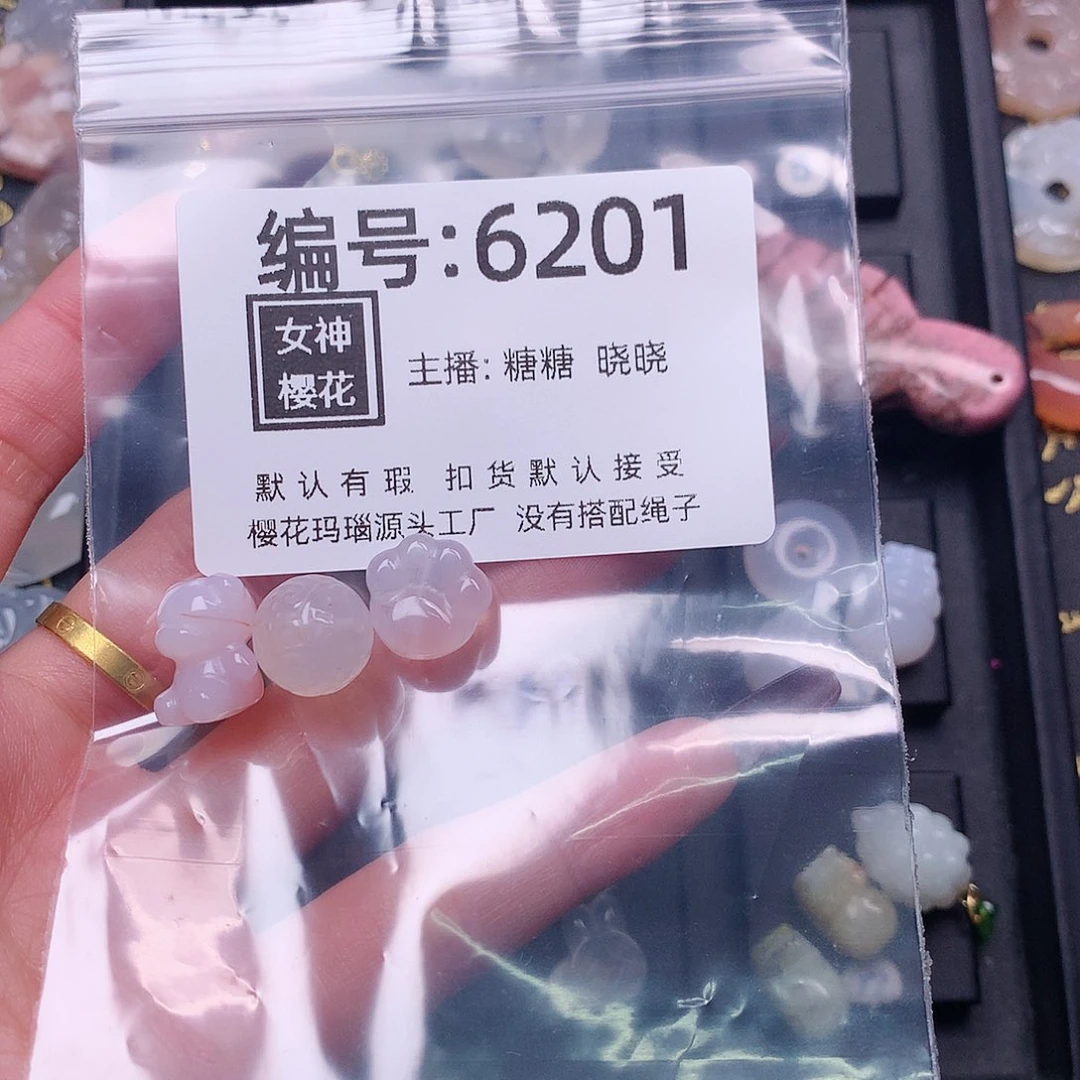 编号:6201
女神
樱花
主播: 糖糖 晓晓
默认有瑕 扣货默认接受
樱花玛瑙源头工厂 没有搭配绳子